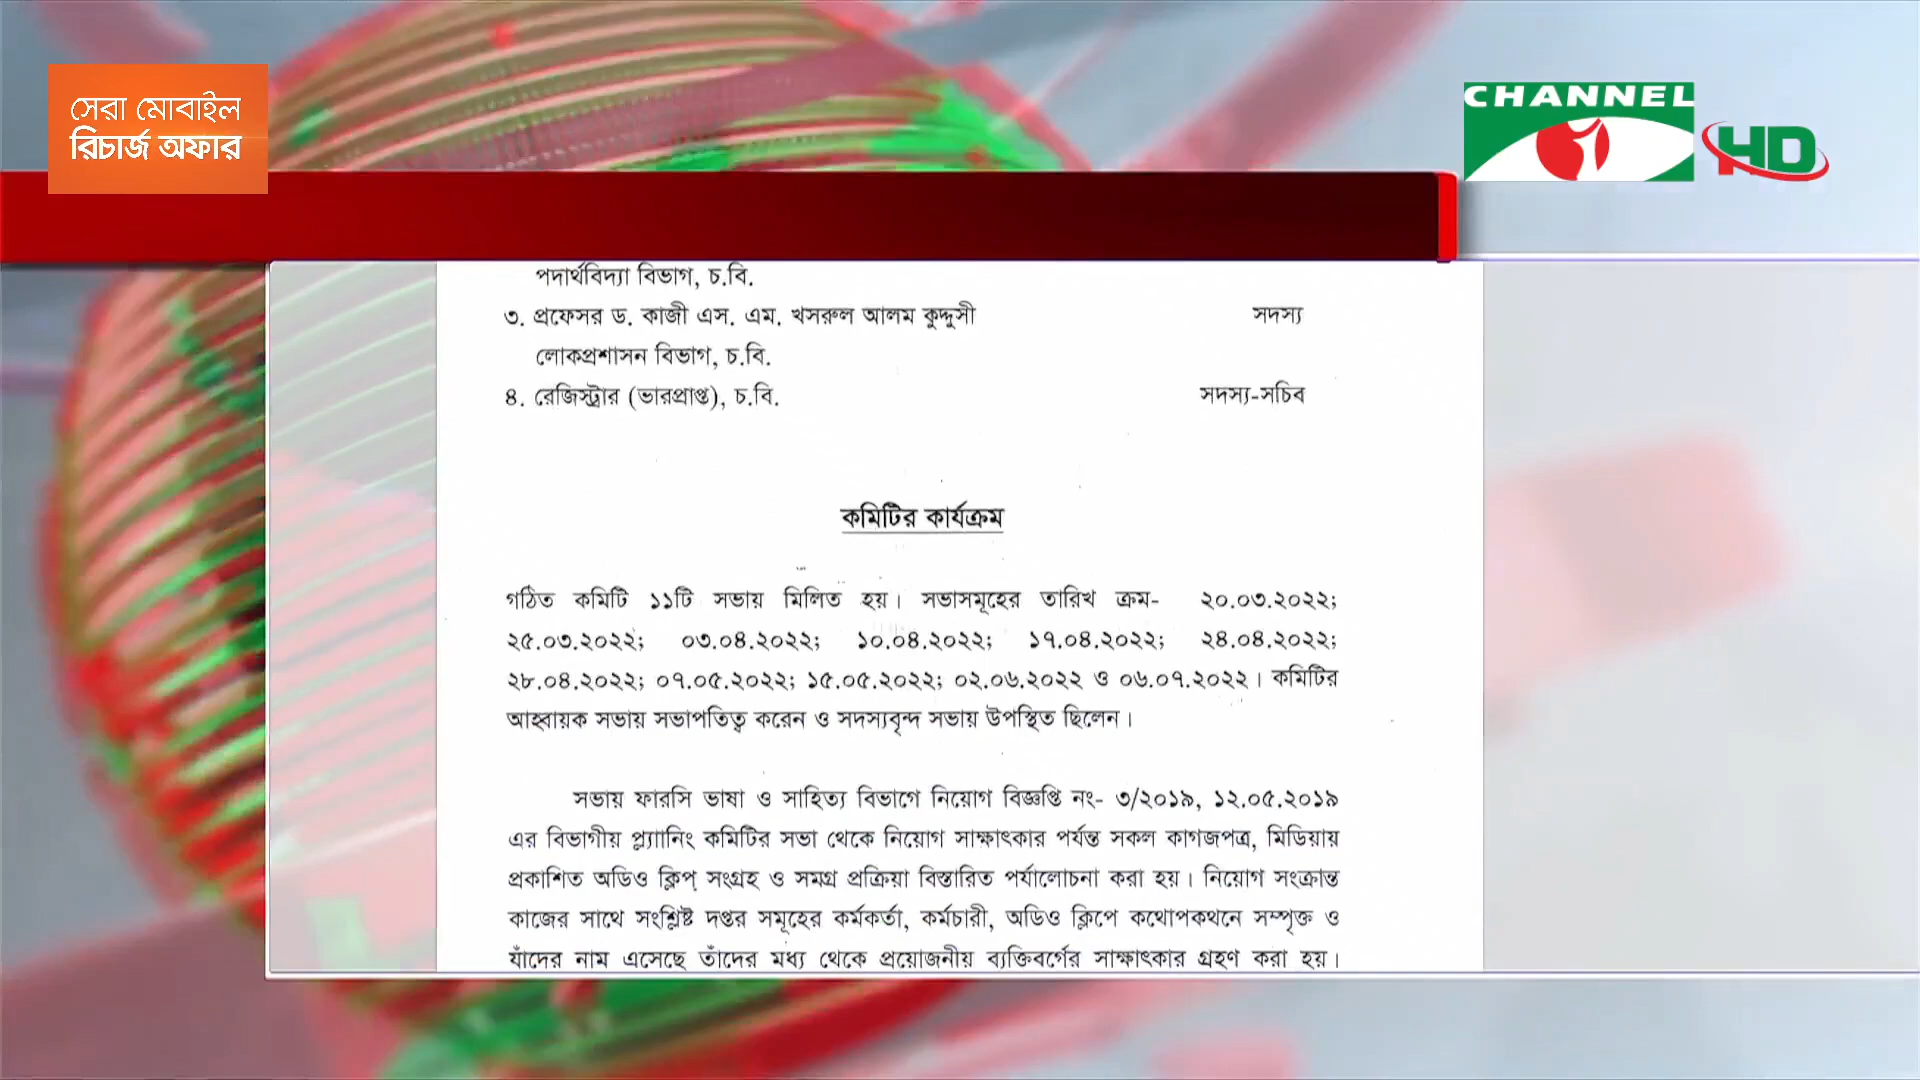 সেরা মোবাইল
রিচার্জ অফার
CHANNEL
HD
পদার্থবিদ্যা বিভাগ, চ.বি.
৩. প্রফেসর ড. কাজী এস. এম. খসরুল আলম কুদ্দুসী সদস্য
লোকপ্রশাসন বিভাগ, চ.বি.
৪. রেজিস্ট্রার (ভারপ্রাপ্ত), চ.বি. সদস্য-সচিব
কমিটির কার্যক্রম
গঠিত কমিটি ১১টি সভায় মিলিত হয়। সভাসমূহের তারিখ ক্রম- ২০.০৩.২০২২;
২৫.০৩.২০২২; ০৩.০৪.২০২২; ১০.০৪.২০২২; ১৭.০৪.২০২২; ২৪.০৪.২০২২;
২৮.০৪.২০২২; ০৭.০৫.২০২২; ১৫.০৫.২০২২; ০২.০৬.২০২২ ও ০৬.০৭.২০২২। কমিটির
আহ্বায়ক সভায় সভাপতিত্ব করেন ও সদস্যবৃন্দ সভায় উপস্থিত ছিলেন।
সভায় ফারসি ভাষা ও সাহিত্য বিভাগে নিয়োগ বিজ্ঞপ্তি নং- ৩/২০১৯, ১২.০৫.২০১৯
এর বিভাগীয় প্ল্যানিং কমিটির সভা থেকে নিয়োগ সাক্ষাৎকার পর্যন্ত সকল কাগজপত্র, মিডিয়ায়
প্রকাশিত অডিও ক্লিপ্ সংগ্রহ ও সমগ্র প্রক্রিয়া বিস্তারিত পর্যালোচনা করা হয়। নিয়োগ সংক্রান্ত
কাজের সাথে সংশ্লিষ্ট দপ্তর সমূহের কর্মকর্তা, কর্মচারী, অডিও ক্লিপে কথোপকথনে সম্পৃক্ত ও
যাঁদের নাম এসেছে তাঁদের মধ্য থেকে প্রয়োজনীয় ব্যক্তিবর্গের সাক্ষাৎকার গ্রহণ করা হয়।